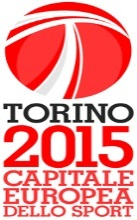 TORINO
2015
CAPITALE
EUROPEA
DELLO SPORT